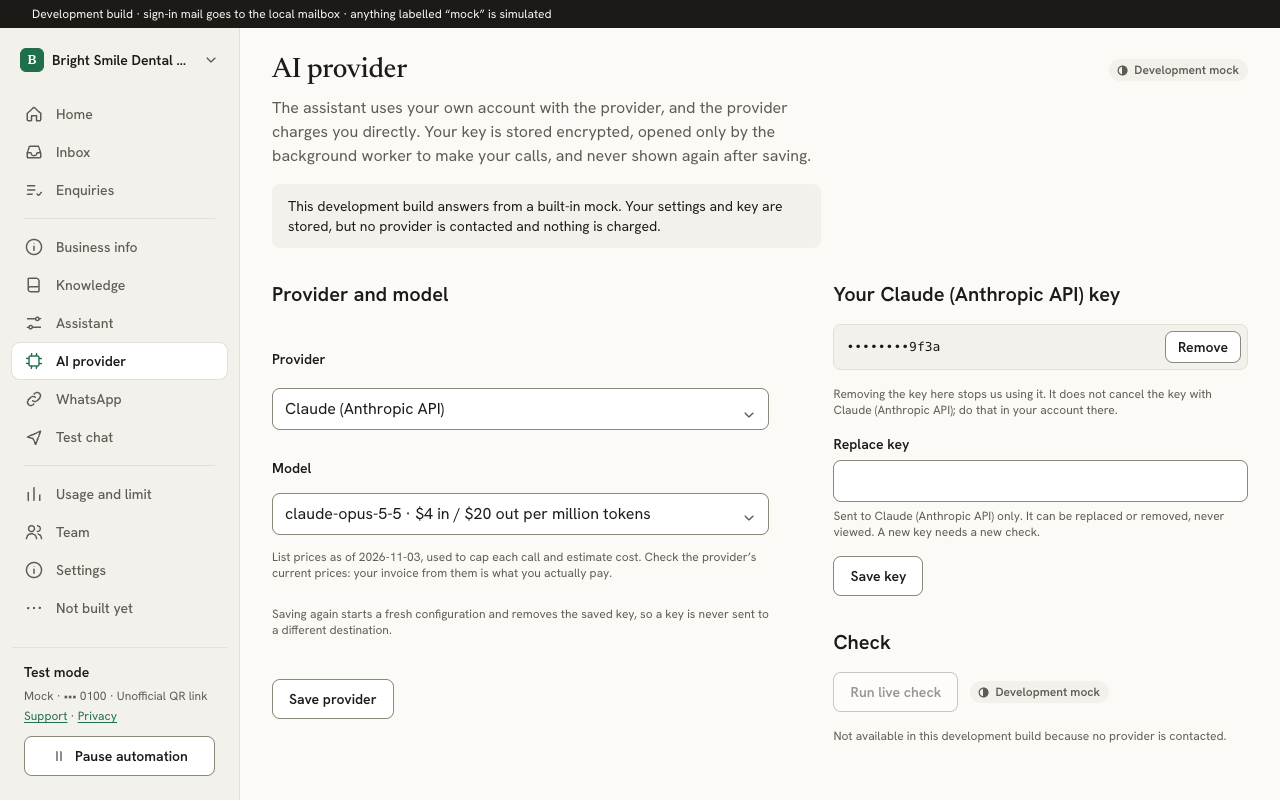 Development build · sign-in mail goes to the local mailbox · anything labelled “mock” is simulated
B
Bright Smile Dental ...
Home
Inbox
Enquiries
Business info
Knowledge
Assistant
AI provider
WhatsApp
Test chat
Usage and limit
Team
Settings
Not built yet
Test mode
Mock · ••• 0100 · Unofficial QR link
Support · Privacy
Pause automation
AI provider
Development mock
The assistant uses your own account with the provider, and the provider
charges you directly. Your key is stored encrypted, opened only by the
background worker to make your calls, and never shown again after saving.
This development build answers from a built-in mock. Your settings and key are
stored, but no provider is contacted and nothing is charged.
Provider and model
Provider
Claude (Anthropic API)
Model
claude-opus-5-5 · $4 in / $20 out per million tokens
List prices as of 2026-11-03, used to cap each call and estimate cost. Check the provider’s
current prices: your invoice from them is what you actually pay.
Saving again starts a fresh configuration and removes the saved key, so a key is never sent to
a different destination.
Save provider
Your Claude (Anthropic API) key
••••••••9f3a
Remove
Removing the key here stops us using it. It does not cancel the key with
Claude (Anthropic API); do that in your account there.
Replace key
Sent to Claude (Anthropic API) only. It can be replaced or removed, never
viewed. A new key needs a new check.
Save key
Check
Run live check
Development mock
Not available in this development build because no provider is contacted.